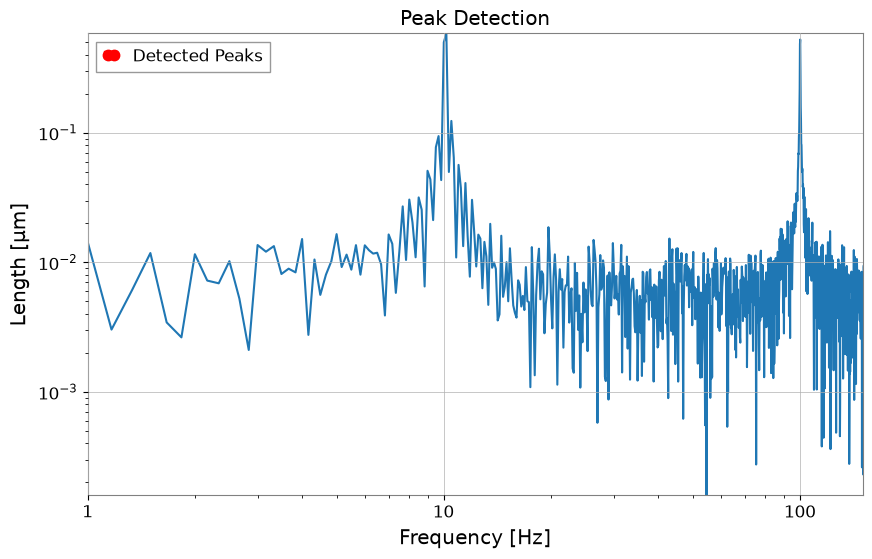 Peak Detection
Detected Peaks
10⁻¹
10⁻²
10⁻³
Length [µm]
1
10
100
Frequency [Hz]